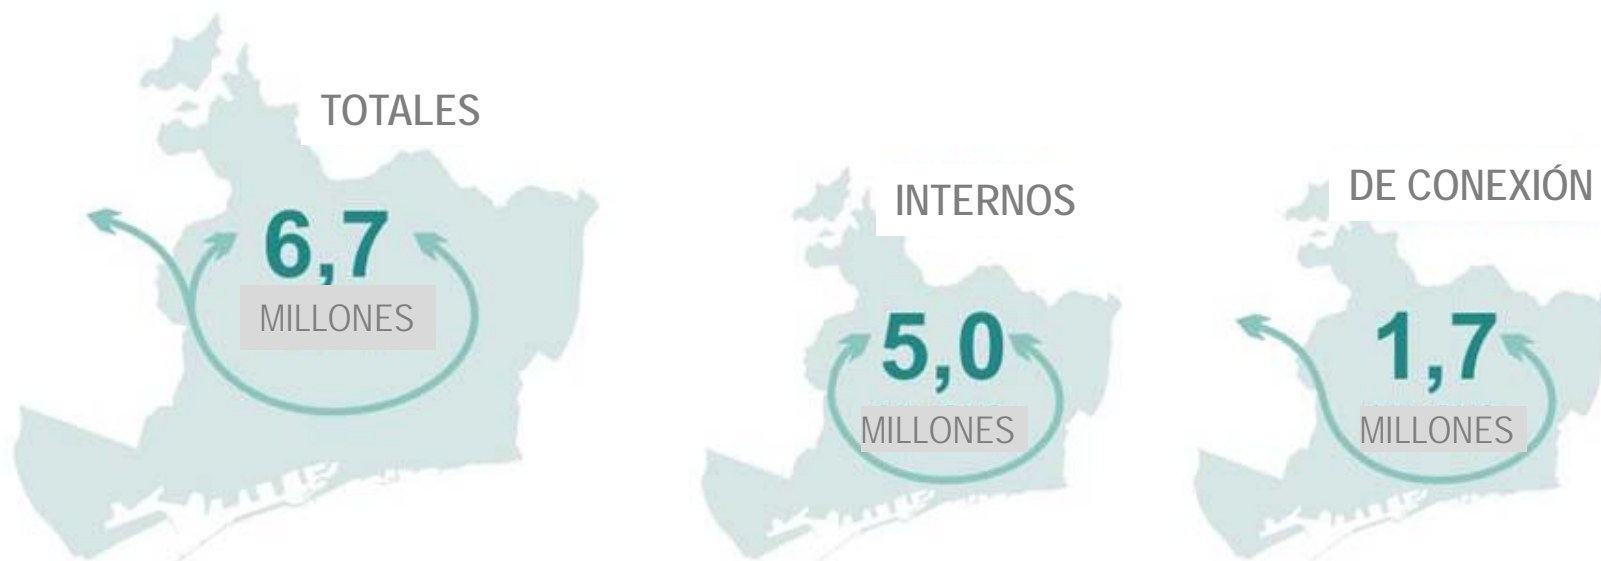 TOTALES
6,7
MILLONES
INTERNOS
5,0
MILLONES
DE CONEXIÓN
1,7
MILLONES